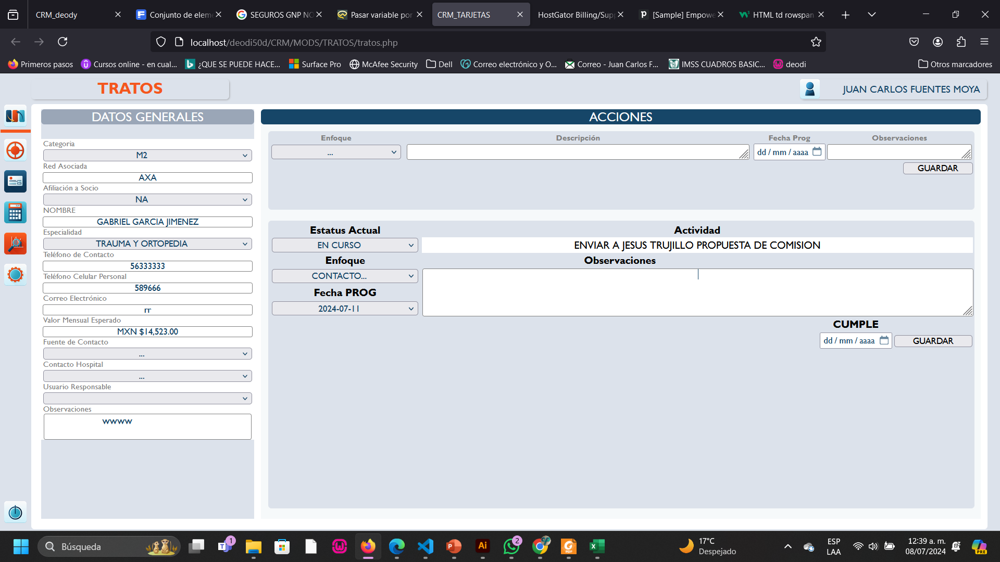 CRM_deody
Conjunto de eleme
SEGUROS GNP NO
Pasar variable por
CRM_TARJETAS
HostGator Billing/Supp
[Sample] Empowe
HTML td rowspan
localhost/deodi50d/CRM/MODS/TRATOS/tratos.php
Primeros pasos
Cursos online - en cual...
¿QUE SE PUEDE HACE...
Surface Pro
McAfee Security
Dell
Correo electrónico y O...
Correo - Juan Carlos F...
IMSS CUADROS BASIC...
deodi
Otros marcadores
TRATOS
JUAN CARLOS FUENTES MOYA
DATOS GENERALES
Categoria
M2
Red Asociada
AXA
Afiliación a Socio
NA
NOMBRE
GABRIEL GARCIA JIMENEZ
Especialidad
TRAUMA Y ORTOPEDIA
Teléfono de Contacto
56333333
Teléfono Celular Personal
589666
Correo Electrónico
rr
Valor Mensual Esperado
MXN $14,523.00
Fuente de Contacto
...
Contacto Hospital
...
Usuario Responsable
Observaciones
wwww
ACCIONES
Enfoque
Descripción
Fecha Prog
Observaciones
...
dd / mm / aaaa
GUARDAR
Estatus Actual
Actividad
EN CURSO
ENVIAR A JESUS TRUJILLO PROPUESTA DE COMISION
Enfoque
Observaciones
CONTACTO...
Fecha PROG
2024-07-11
CUMPLE
dd / mm / aaaa
GUARDAR
Búsqueda
1
2
17°C
Despejado
ESP
LAA
12:39 a. m.
08/07/2024